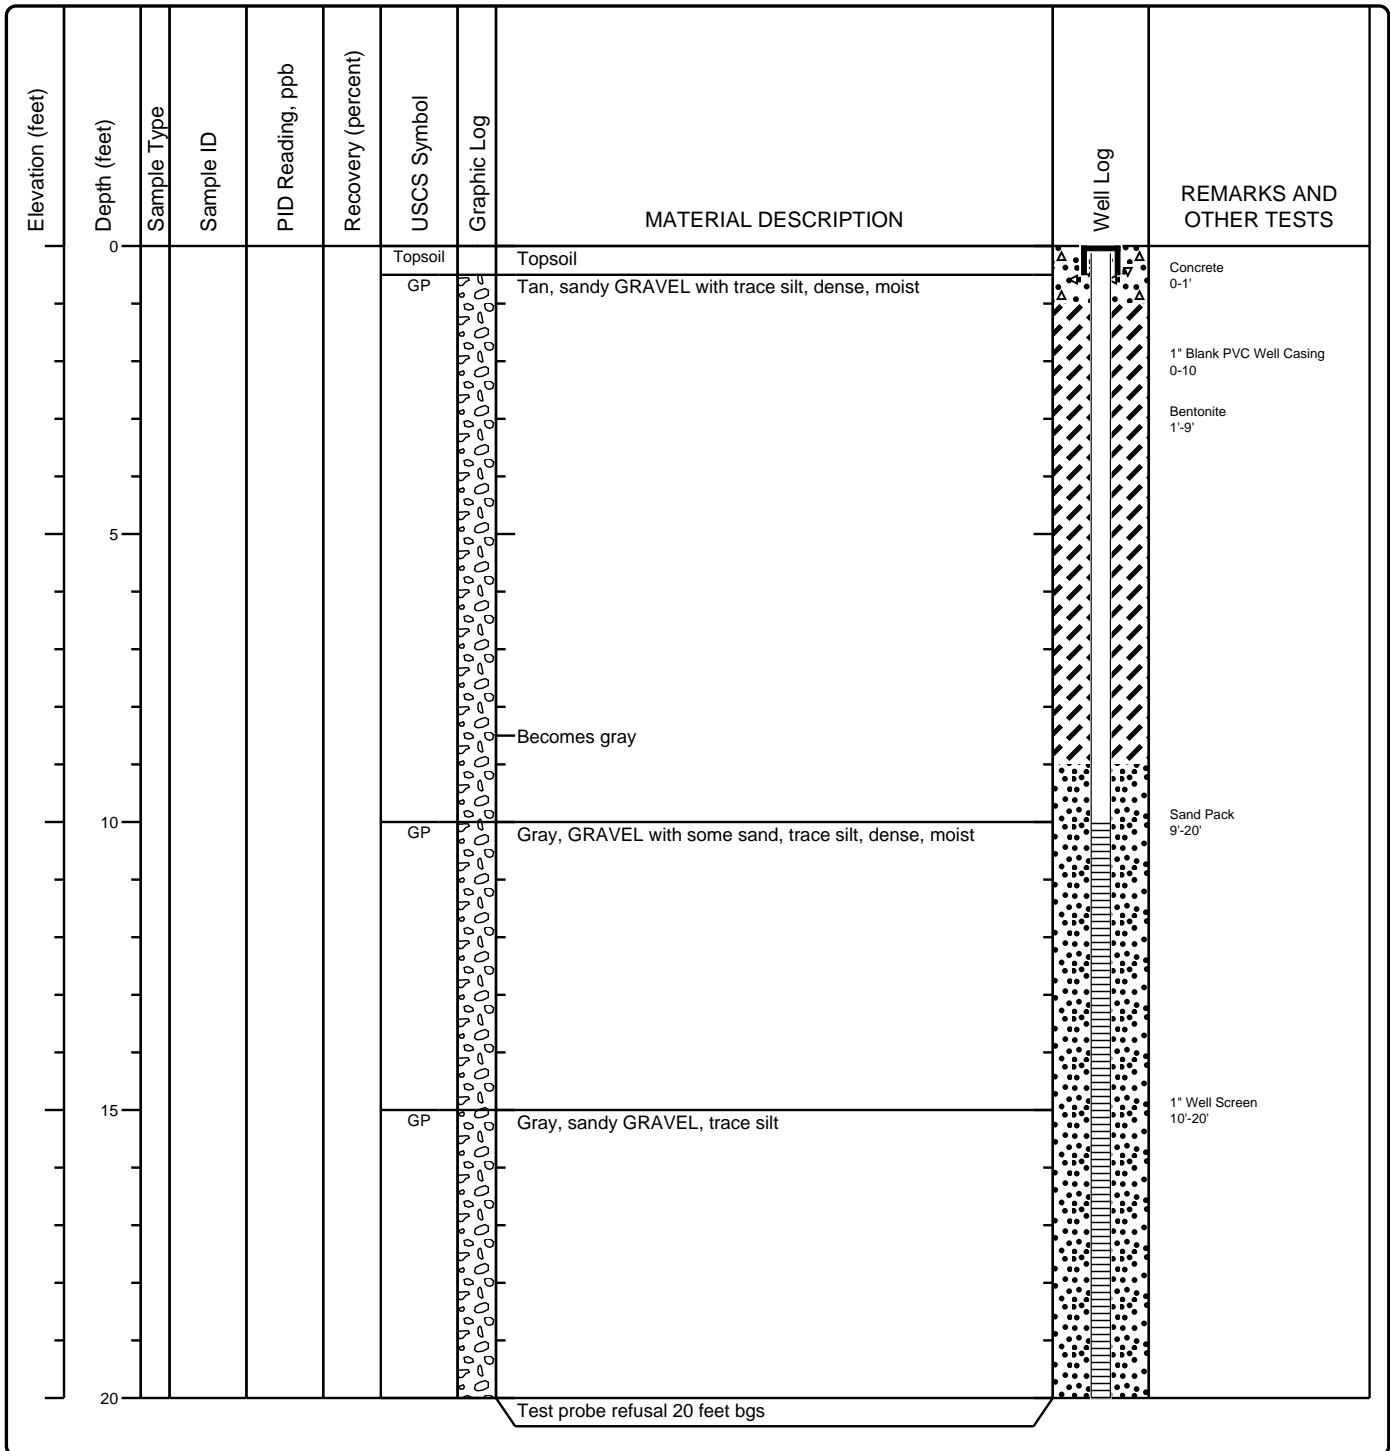 Elevation (feet)
Depth (feet)
Sample Type
Sample ID
PID Reading, ppb
Recovery (percent)
USCS Symbol
Graphic Log
MATERIAL DESCRIPTION
Well Log
REMARKS AND
OTHER TESTS
0
Topsoil
Topsoil
Concrete
0-1'
GP
Tan, sandy GRAVEL with trace silt, dense, moist
1" Blank PVC Well Casing
0-10
Bentonite
1'-9'
5
Becomes gray
10
GP
Gray, GRAVEL with some sand, trace silt, dense, moist
Sand Pack
9'-20'
15
GP
Gray, sandy GRAVEL, trace silt
1" Well Screen
10'-20'
20
Test probe refusal 20 feet bgs